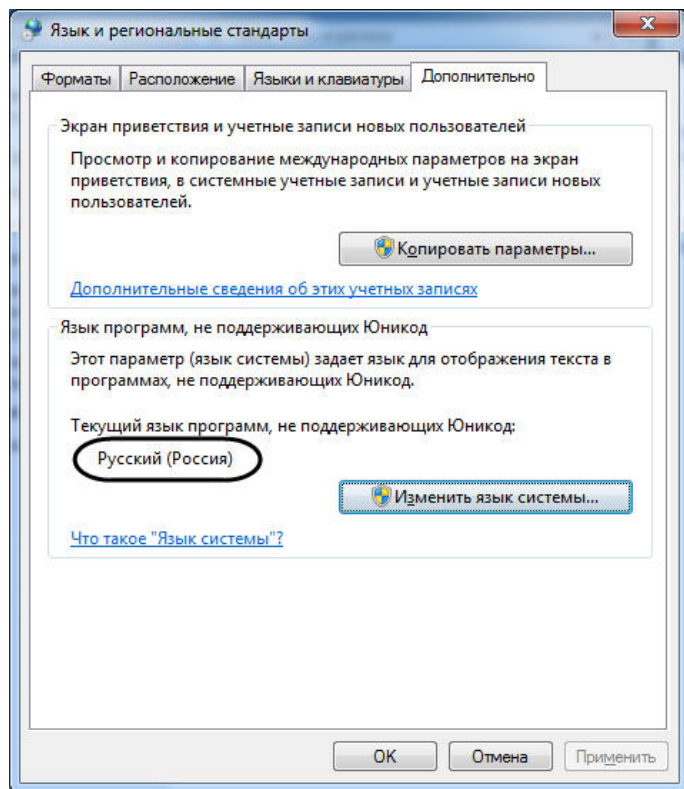 Язык и региональные стандарты
Форматы
Расположение
Языки и клавиатуры
Дополнительно
Экран приветствия и учетные записи новых пользователей
Просмотр и копирование международных параметров на экран
приветствия, в системные учетные записи и учетные записи новых
пользователей.
Копировать параметры...
Дополнительные сведения об этих учетных записях
Язык программ, не поддерживающих Юникод
Этот параметр (язык системы) задает язык для отображения текста в
программах, не поддерживающих Юникод.
Текущий язык программ, не поддерживающих Юникод:
Русский (Россия)
Изменить язык системы...
Что такое "Язык системы"?
ОК
Отмена
Применить